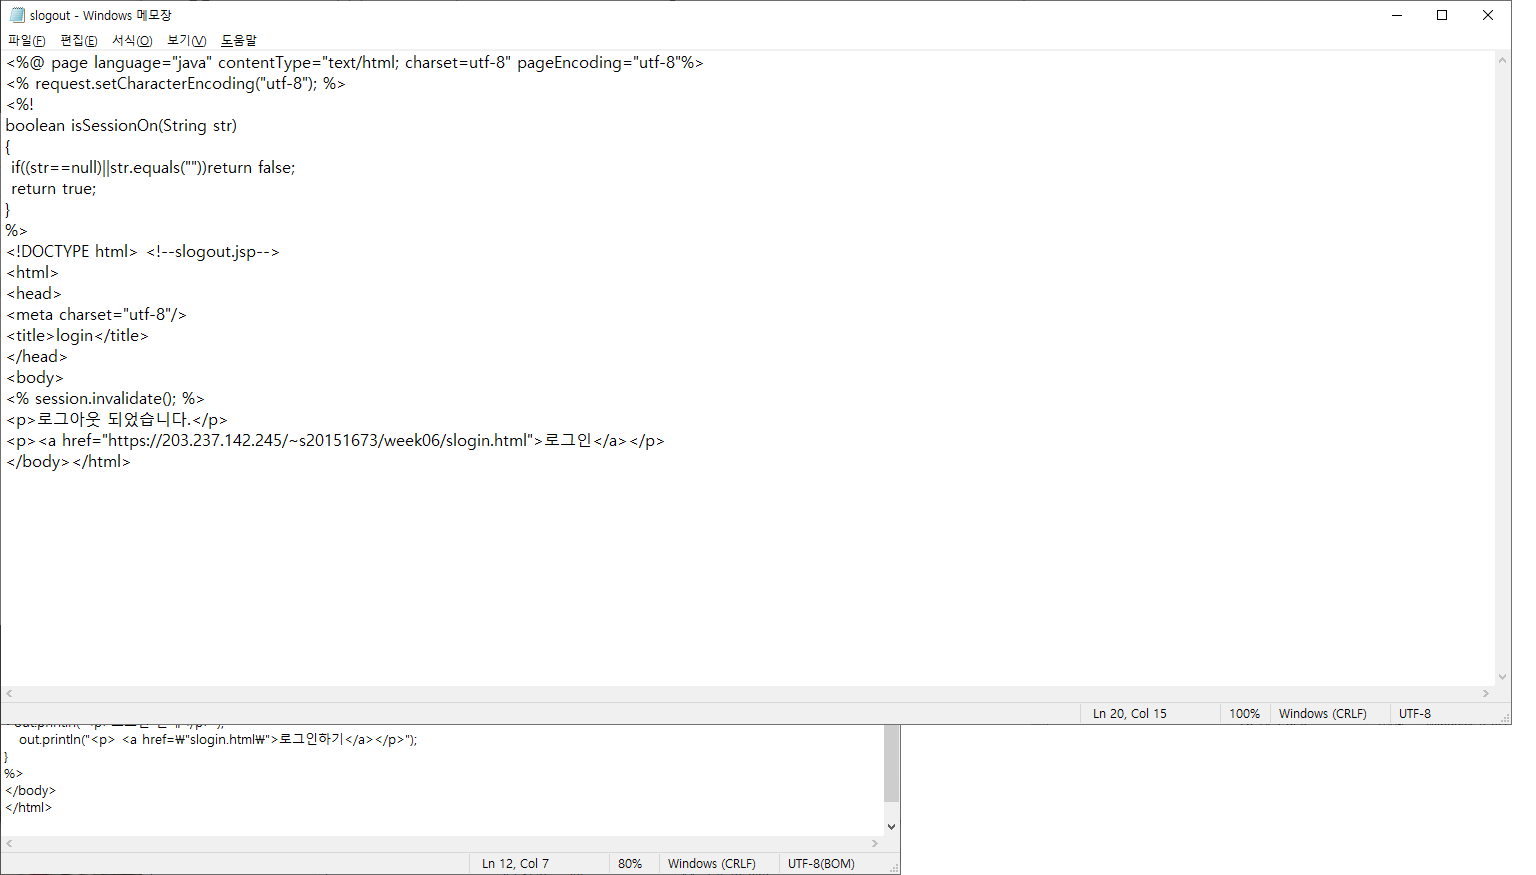 slogout - Windows 메모장
파일(F) 편집(E) 서식(O) 보기(V) 도움말
<%@ page language="java" contentType="text/html; charset=utf-8" pageEncoding="utf-8"%>
<% request.setCharacterEncoding("utf-8"); %>
<%!
boolean isSessionOn(String str)
{
 if((str==null)||str.equals(""))return false;
 return true;
}
%>
<!DOCTYPE html> <!--slogout.jsp-->
<html>
<head>
<meta charset="utf-8"/>
<title>login</title>
</head>
<body>
<% session.invalidate(); %>
<p>로그아웃 되었습니다.</p>
<p><a href="https://203.237.142.245/~s20151673/week06/slogin.html">로그인</a></p>
</body></html>
Ln 20, Col 15 100% Windows (CRLF) UTF-8
out.println("<p> <a href=₩"slogin.html₩">로그인하기</a></p>");
}
%>
</body>
</html>
Ln 12, Col 7 80% Windows (CRLF) UTF-8(BOM)